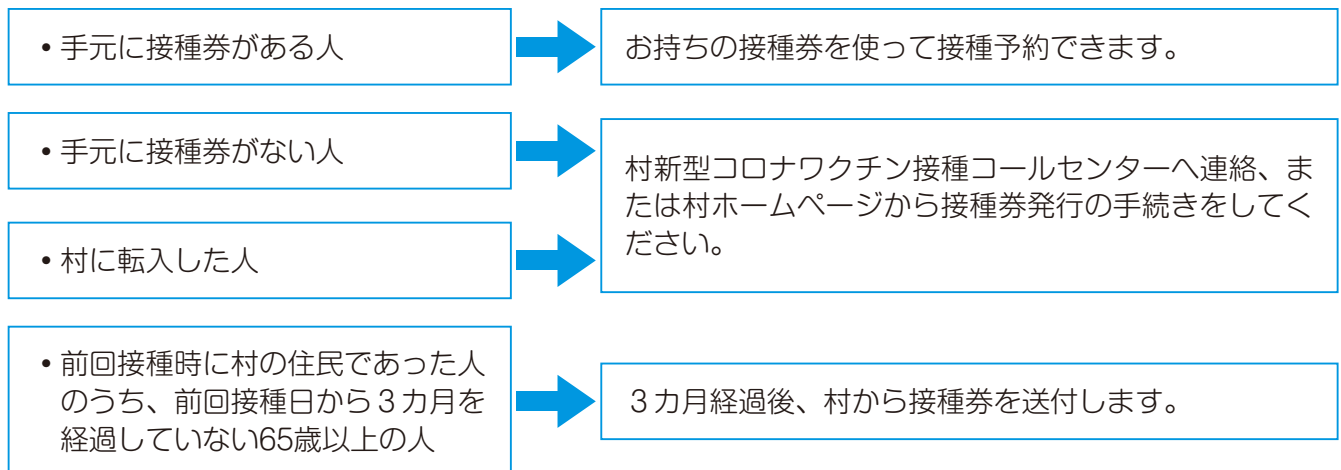 •手元に接種券がある人
お持ちの接種券を使って接種予約できます。
•手元に接種券がない人
村新型コロナワクチン接種コールセンターへ連絡、ま
たは村ホームページから接種券発行の手続きをしてく
ださい。
•村に転入した人
•前回接種時に村の住民であった人
のうち、前回接種日から３カ月を
経過していない65歳以上の人
３カ月経過後、村から接種券を送付します。